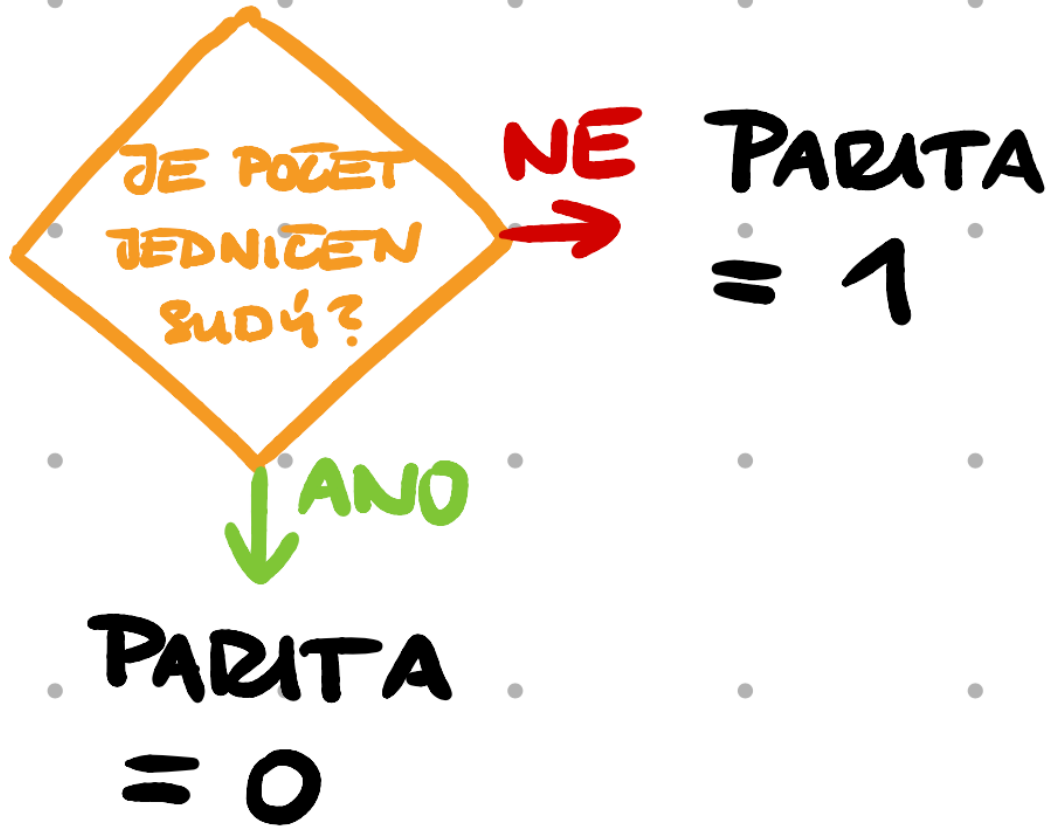 JE POČET
JEDNIČEK
SUDÝ?
NE
PARITA
= 1
ANO
PARITA
= 0